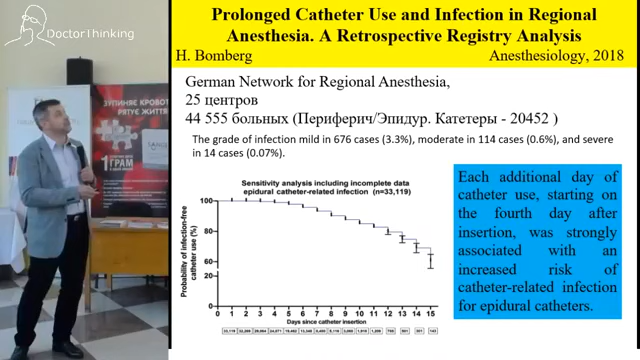 DoctorThinking
Prolonged Catheter Use and Infection in Regional
Anesthesia. A Retrospective Registry Analysis
H. Bomberg Anesthesiology, 2018
German Network for Regional Anesthesia,
25 центров
44 555 больных (Периферич/Эпидур. Катетеры - 20452 )
The grade of infection mild in 676 cases (3.3%), moderate in 114 cases (0.6%), and severe
in 14 cases (0.07%).
Sensitivity analysis including incomplete data
epidural catheter-related infection (n=33,119)
Probability of infection-free
catheter use (%)
100
80
60
20
0
0 1 2 3 4 5 6 7 8 9 10 11 12 13 14 15
Days since catheter insertion
Each additional day of
catheter use, starting on
the fourth day after
insertion, was strongly
associated with an
increased risk of
catheter-related infection
for epidural catheters.
ЗУПИНЯЄ КРОВОТ
РЯТУЄ ЖИТТЯ
1 ГРАМ